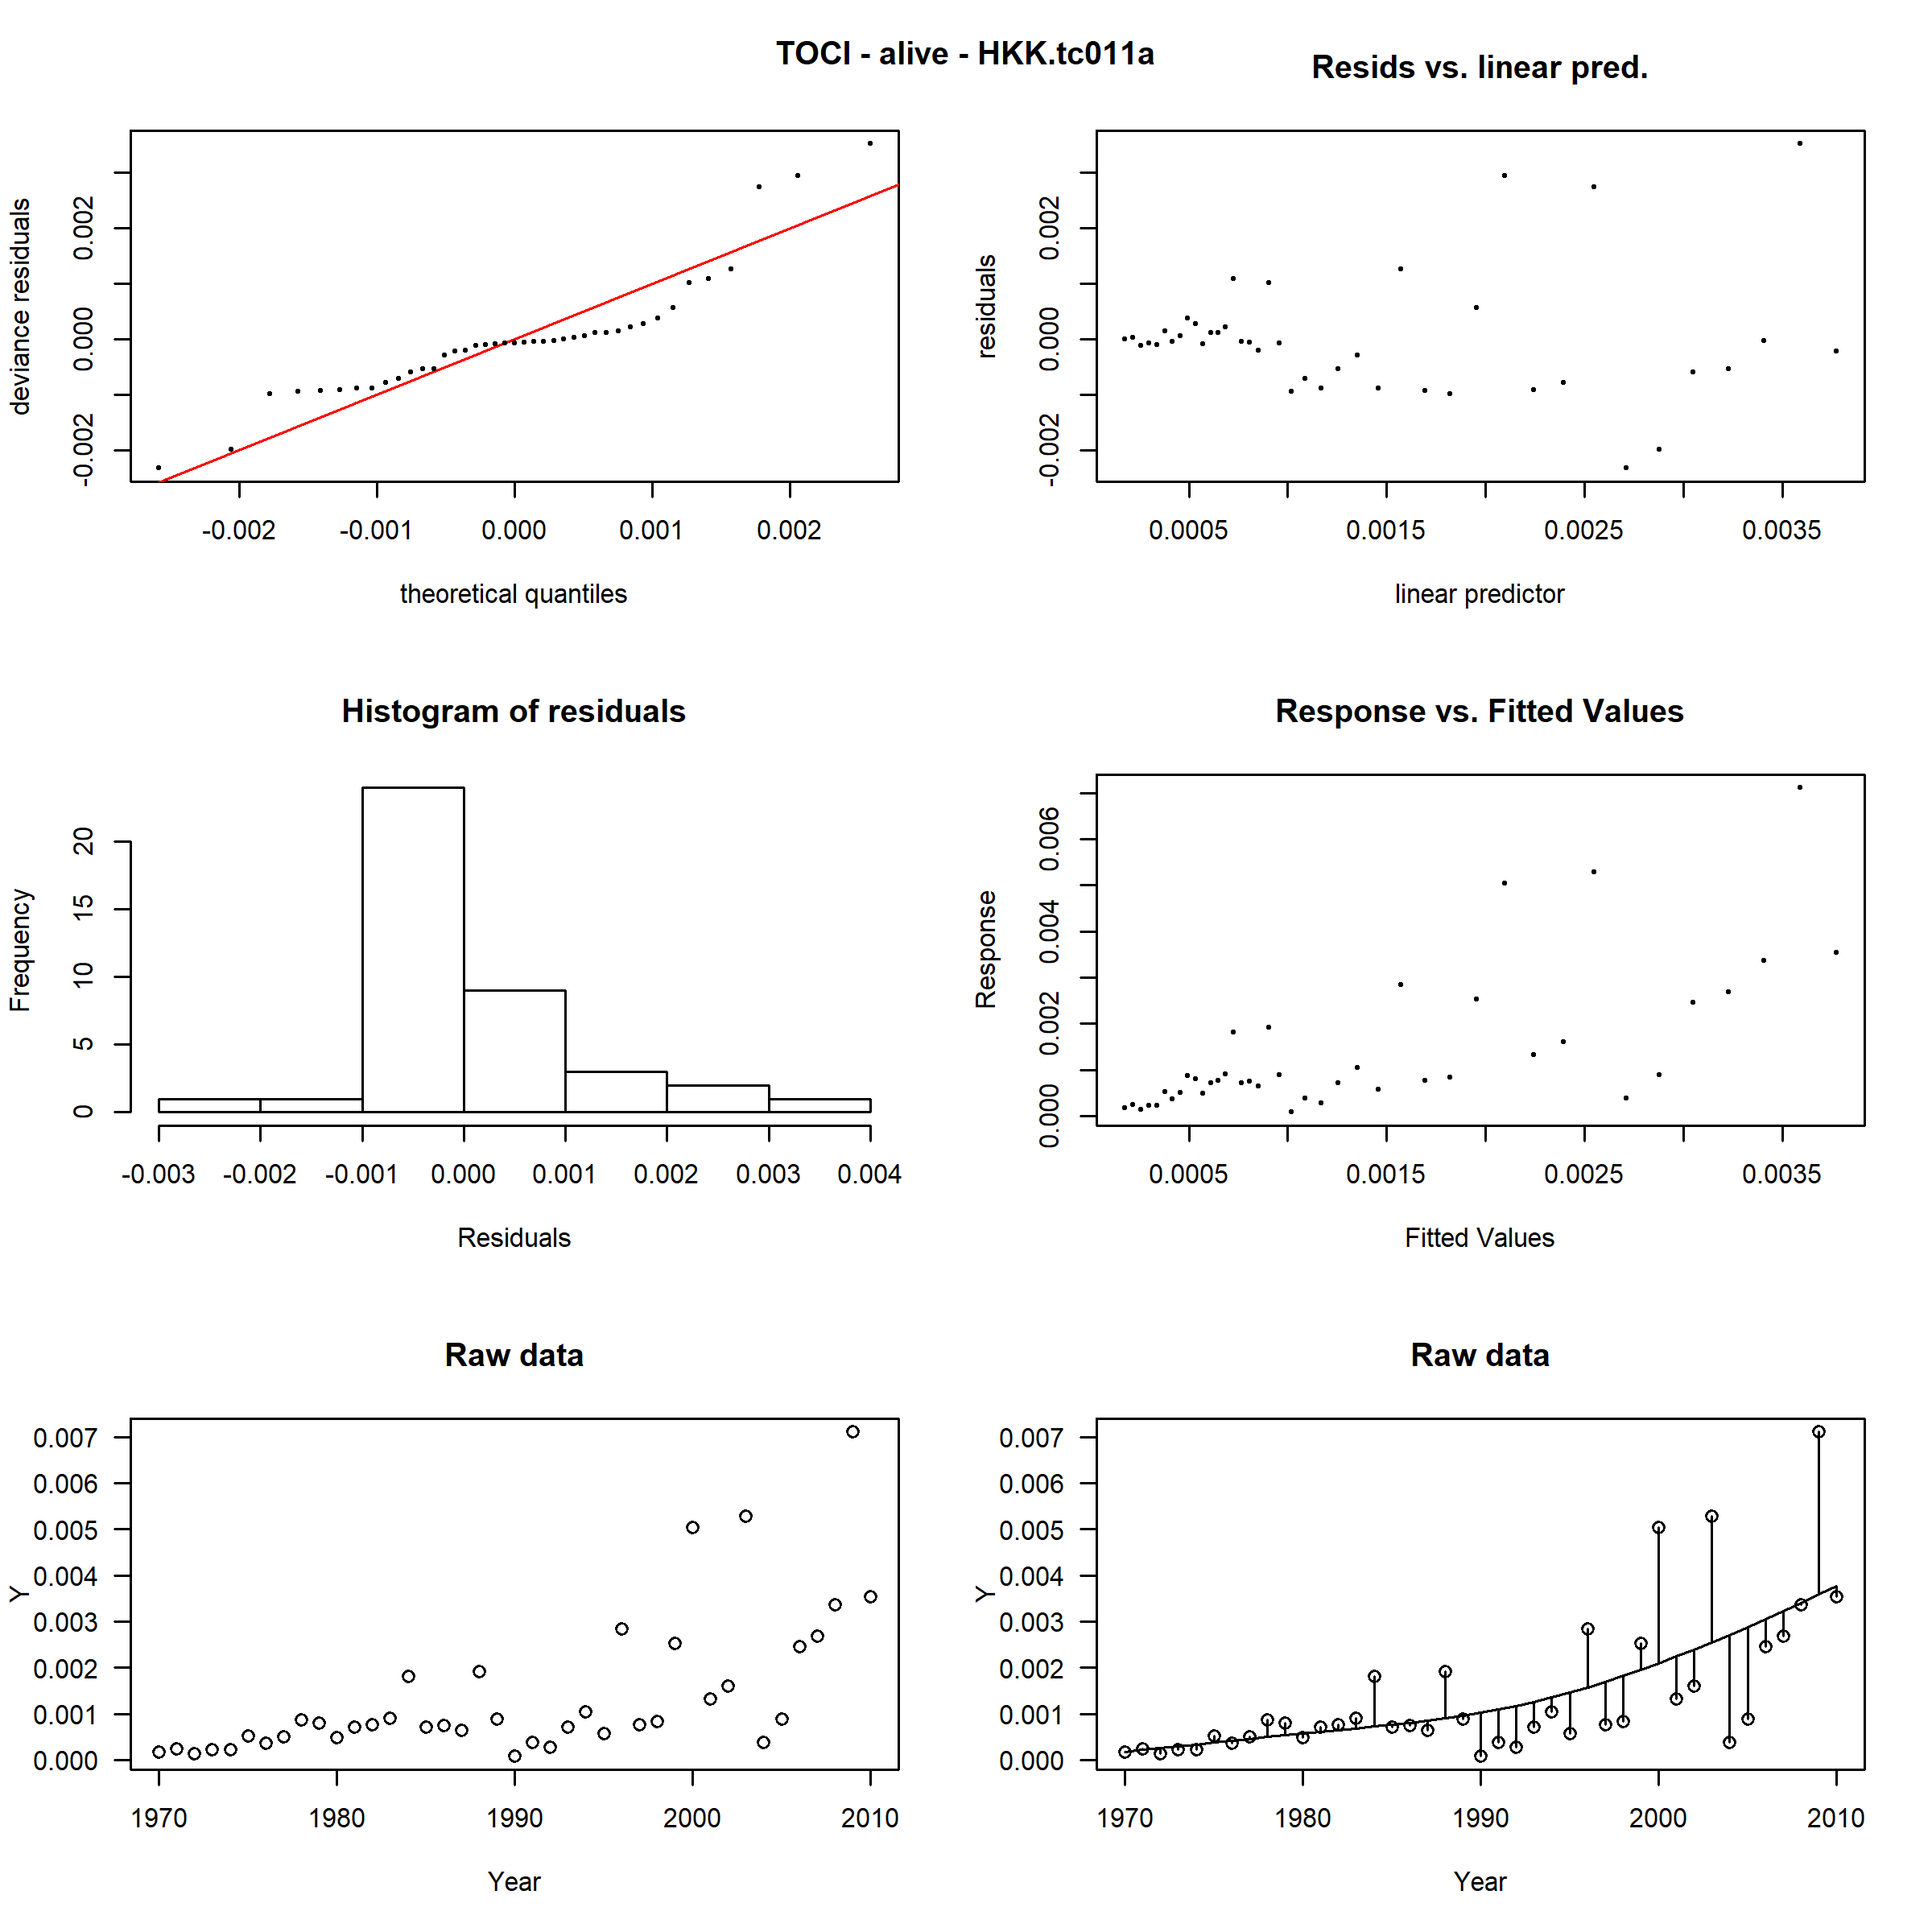 TOCI - alive - HKK.tc011a
Resids vs. linear pred.
deviance residuals
-0.002 0.000 0.002
-0.002 -0.001 0.000 0.001 0.002
theoretical quantiles
residuals
-0.002 0.000 0.002
0.0005 0.0015 0.0025 0.0035
linear predictor
Histogram of residuals
Frequency
0 5 10 15 20
-0.003 -0.002 -0.001 0.000 0.001 0.002 0.003 0.004
Residuals
Response vs. Fitted Values
Response
0.000 0.002 0.004 0.006
0.0005 0.0015 0.0025 0.0035
Fitted Values
Raw data
Y
0.007
0.006
0.005
0.004
0.003
0.002
0.001
0.000
1970 1980 1990 2000 2010
Year
Raw data
Y
0.007
0.006
0.005
0.004
0.003
0.002
0.001
0.000
1970 1980 1990 2000 2010
Year